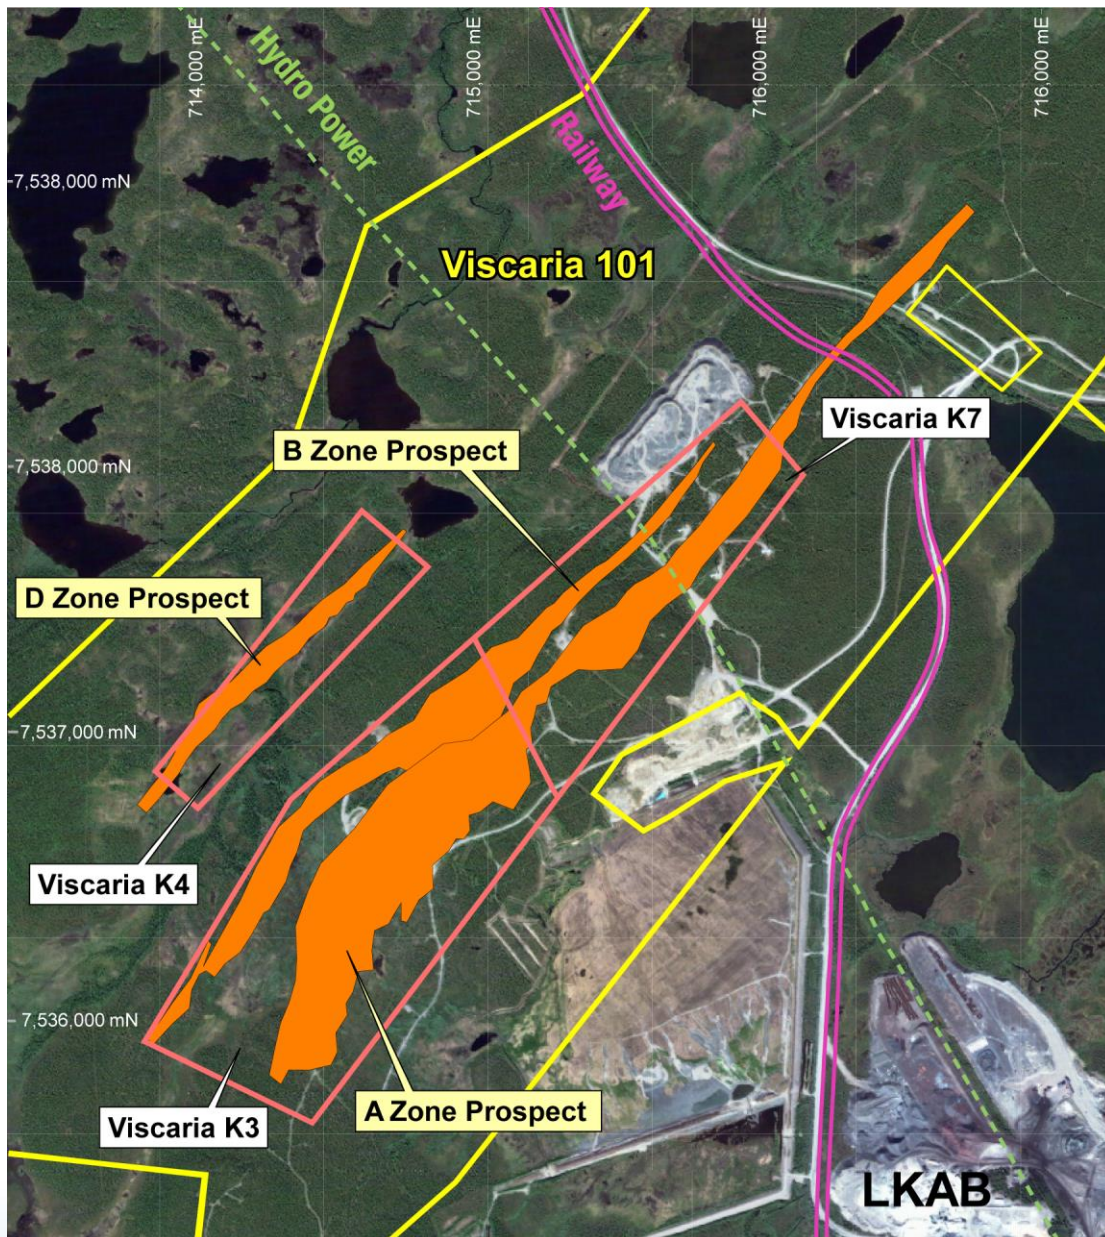 714,000 mE
715,000 mE
716,000 mE
716,000 mE
Hydro Power
Railway
7,538,000 mN
Viscaria 101
Viscaria K7
B Zone Prospect
7,538,000 mN
D Zone Prospect
7,537,000 mN
Viscaria K4
7,536,000 mN
A Zone Prospect
Viscaria K3
LKAB